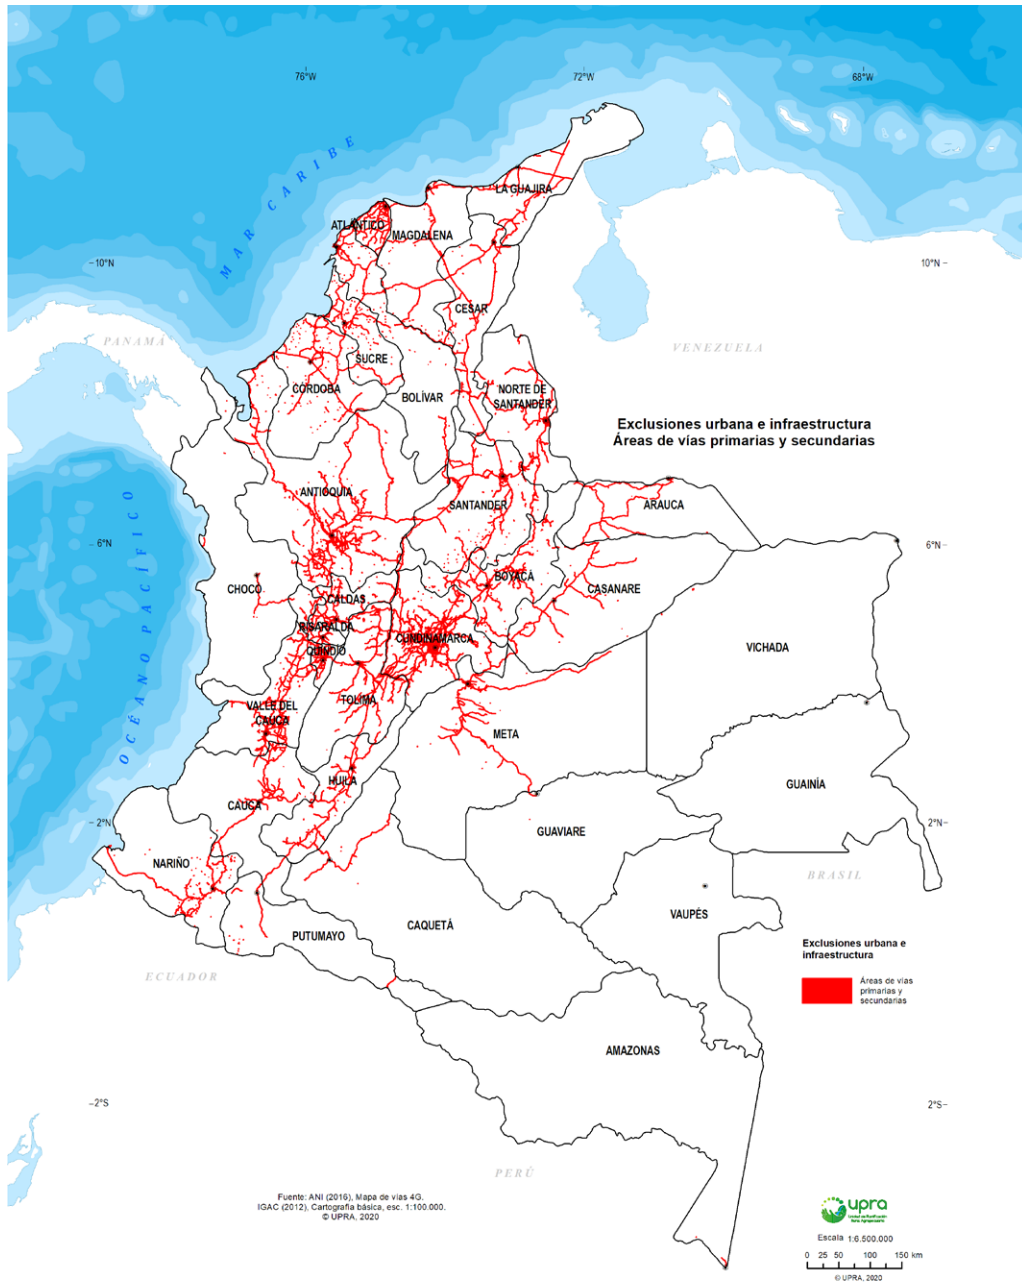 76°W
72°W
68°W
MAR CARIBE
LA GUAJIRA
ATLÁNTICO
MAGDALENA
10°N
10°N
CESAR
PANAMÁ
VENEZUELA
SUCRE
CÓRDOBA
BOLÍVAR
NORTE DE
SANTANDER
Exclusiones urbana e infraestructura
Áreas de vías primarias y secundarias
ANTIOQUIA
SANTANDER
ARAUCA
OCÉANO PACÍFICO
6°N
6°N
CHOCÓ
BOYACÁ
CASANARE
CALDAS
RISARALDA
CUNDINAMARCA
QUINDÍO
VICHADA
TOLIMA
VALLE DEL
CAUCA
META
HUILA
GUAINÍA
CAUCA
2°N
2°N
GUAVIARE
NARIÑO
BRASIL
VAUPÉS
CAQUETÁ
PUTUMAYO
ECUADOR
Exclusiones urbana e
infraestructura
Áreas de vías
primarias y
secundarias
AMAZONAS
2°S
2°S
PERÚ
Fuente: ANI (2016), Mapa de vías 4G.
IGAC (2012), Cartografía básica, esc. 1:100.000.
© UPRA, 2020
upra
Unidad de Planificación
Rural Agropecuaria
Escala 1:6.500.000
0 25 50 100 150 km
© UPRA, 2020